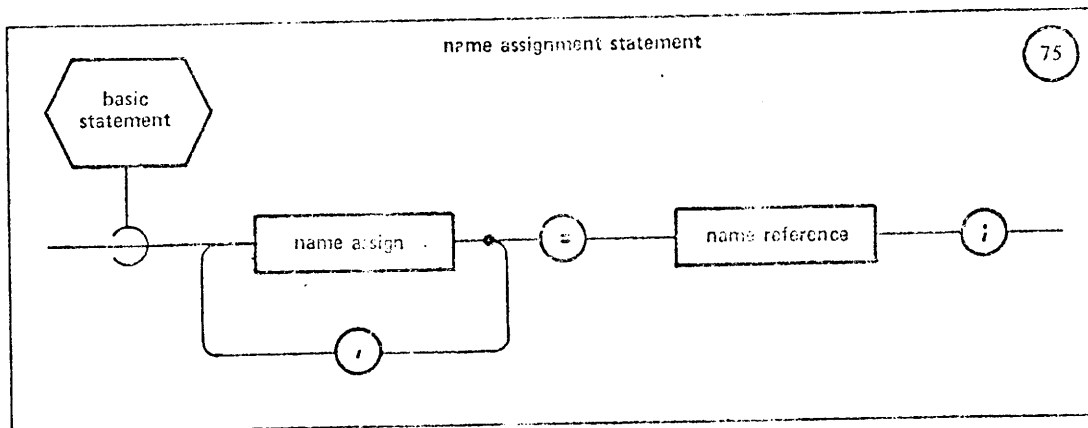 name assignment statement
75
basic
statement
name assign
=
name reference
;
,